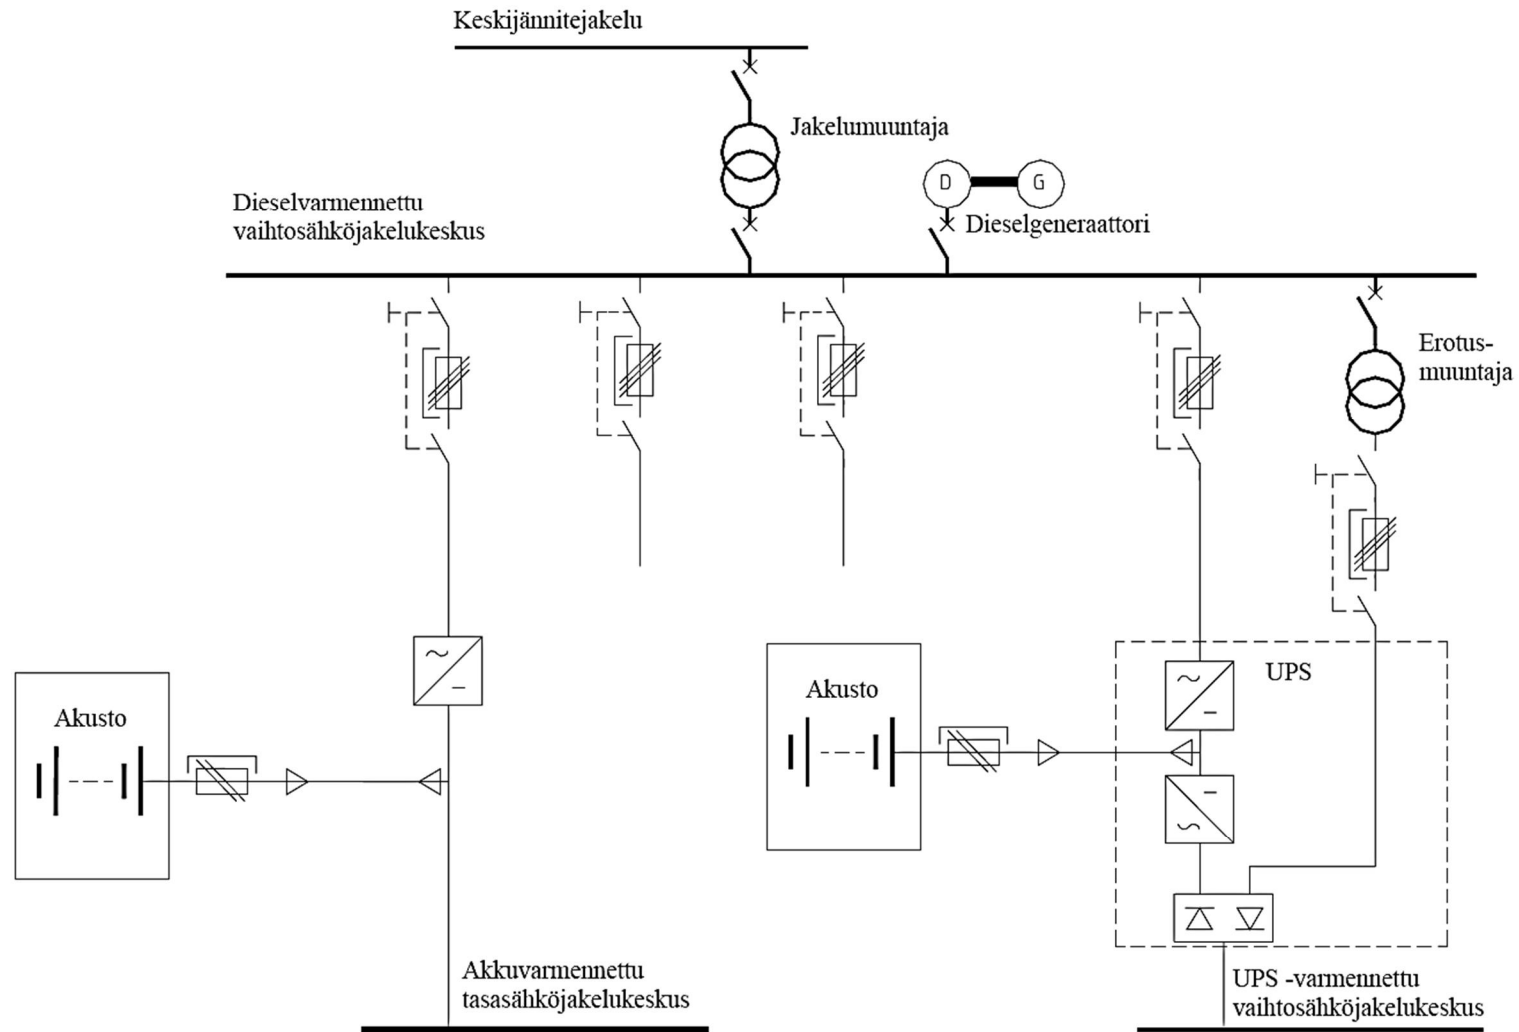 Keskijännitejakelu
Jakelumuuntaja
D
G
Dieselvarmennettu
vaihtosähköjakelukeskus
Dieselgeneraattori
Erotus-
muuntaja
UPS
Akusto
Akusto
Akkuvarmennettu
tasasähköjakelukeskus
UPS -varmennettu
vaihtosähköjakelukeskus